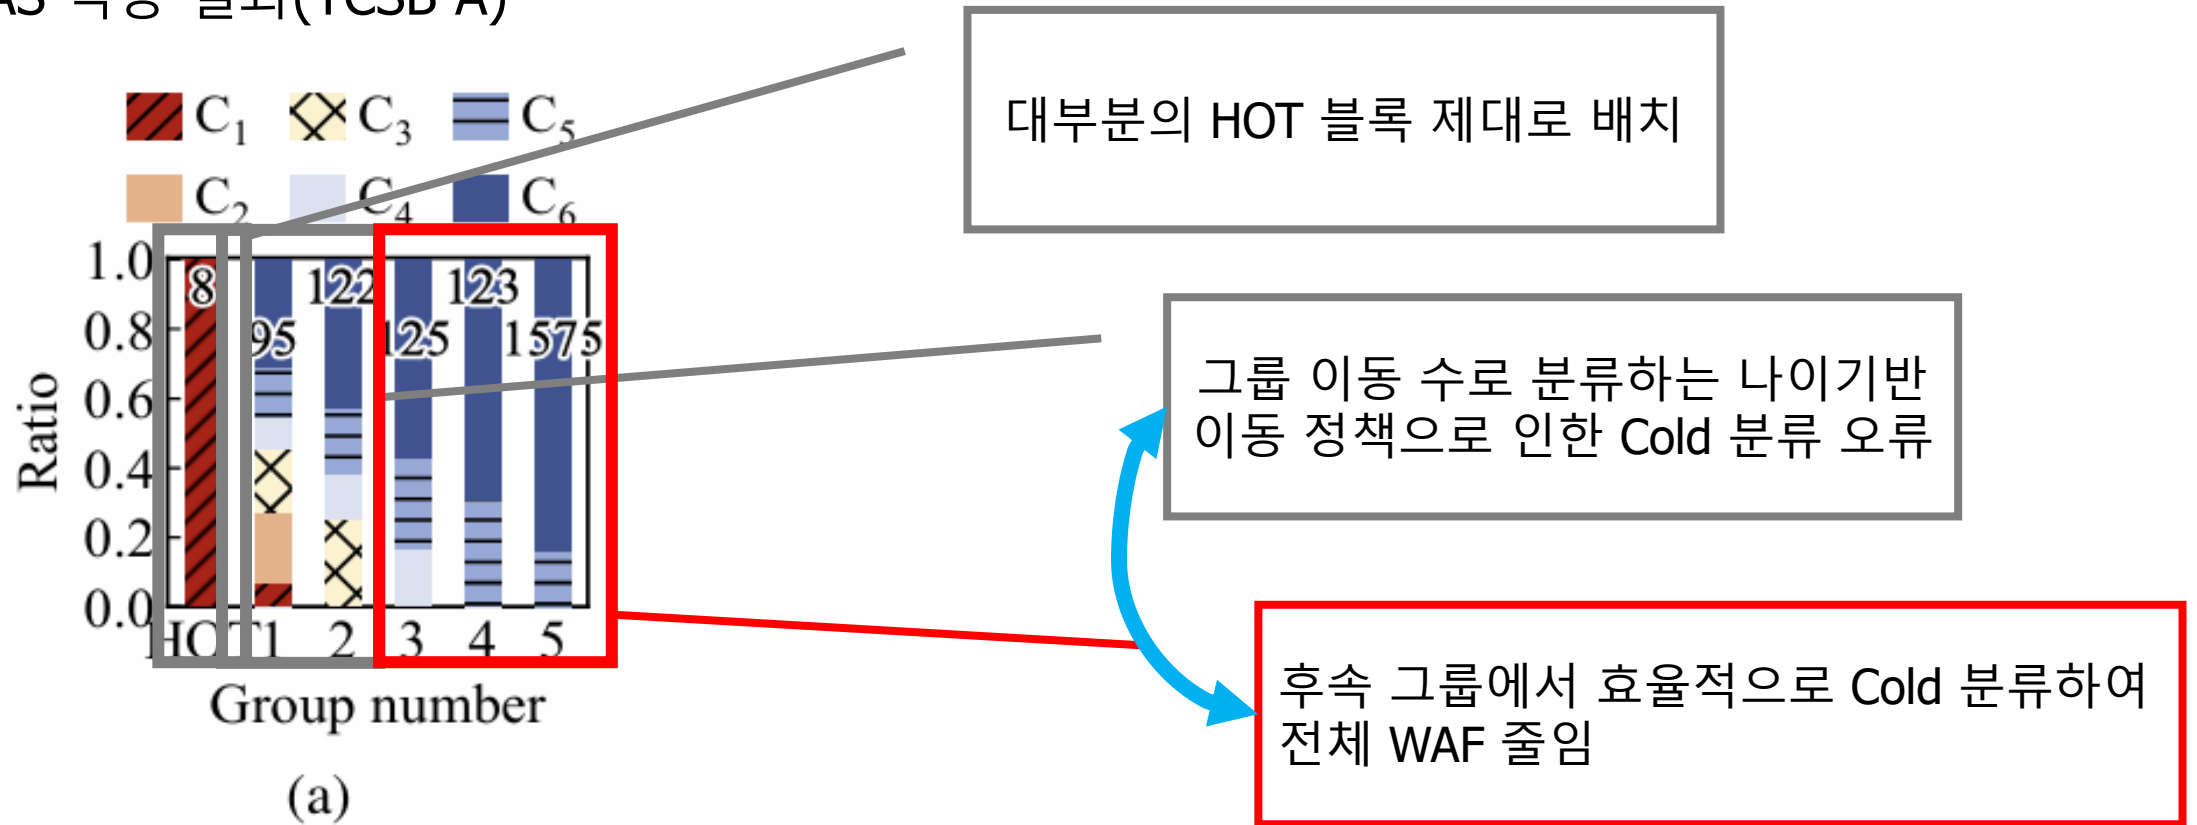 대부분의 HOT 블록 제대로 배치
C1 C3 C5
C2 C4 C6
그룹 이동 수로 분류하는 나이기반
이동 정책으로 인한 Cold 분류 오류
후속 그룹에서 효율적으로 Cold 분류하여
전체 WAF 줄임
Ratio
1.0
0.8
0.6
0.4
0.2
0.0
8 95 122 125 123 1575
HOT 1 2 3 4 5
Group number
(a)